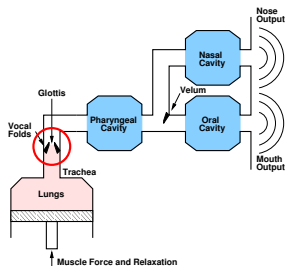 Nose
Output
Nasal
Cavity
Glottis
Velum
Vocal
Folds
Pharyngeal
Cavity
Oral
Cavity
Mouth
Output
Trachea
Lungs
Muscle Force and Relaxation